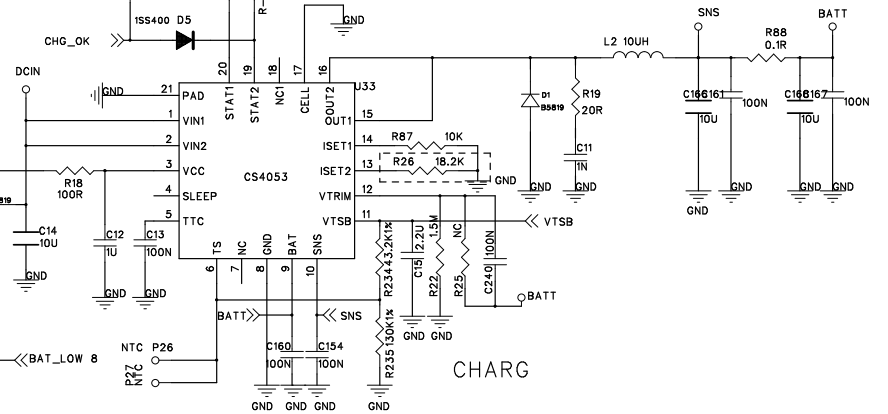 1SS400 D5
R-
GND
CHG_OK
SNS
BATT
L2 10UH
R88
0.1R
DCIN
20 19 18 17 16
STAT1 STAT2 NC1 CELL OUT2
U33
GND 21 PAD
1 VIN1
2 VIN2
3 VCC
4 SLEEP
5 TTC
CS4053
OUT1 15
ISET1 14 R87 10K
ISET2 13 R26 18.2K
GND
VTRIM 12
VTSB 11
VTSB
TS NC GND BAT SNS
6 7 8 9 10
D1
B5819
R19
20R
C11
1N
GND GND
C161
100N
10U
C167
100N
10U
GND GND GND GND
R18
100R
819
C14
10U
C12
1U
C13
100N
GND
GND GND
R234 43.2K1%
C15 2.2U
R22 1.5M
R25 NC
C240 100N
BATT
GND GND
BATT SNS
R235 130K1%
C160
100N
C154
100N
GND GND GND GND
BAT_LOW 8
NTC P26
P27
NTC
CHARG